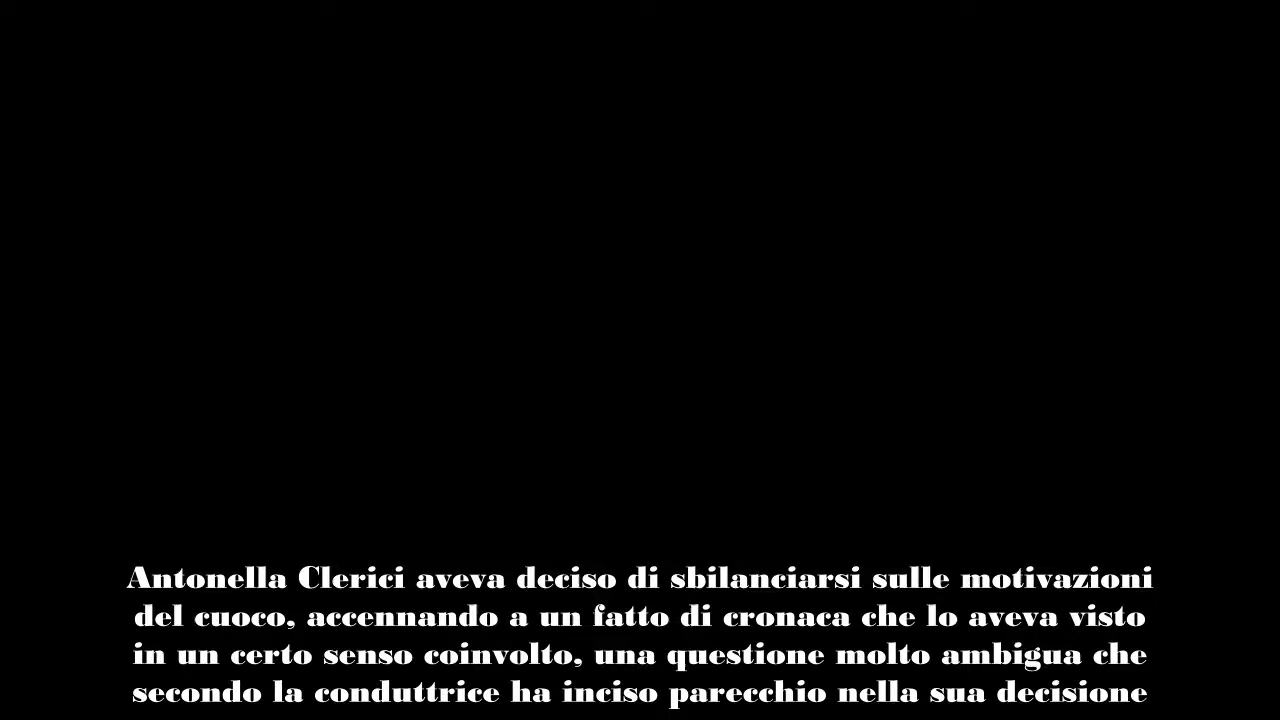 Antonella Clerici aveva deciso di sbilanciarsi sulle motivazioni
del cuoco, accennando a un fatto di cronaca che lo aveva visto
in un certo senso coinvolto, una questione molto ambigua che
secondo la conduttrice ha inciso parecchio nella sua decisione